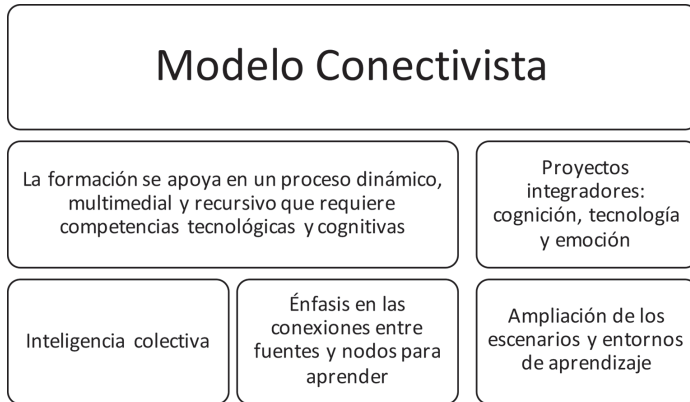 Modelo Conectivista
La formación se apoya en un proceso dinámico,
multimedial y recursivo que requiere
competencias tecnológicas y cognitivas
Proyectos
integradores:
cognición, tecnología
y emoción
Inteligencia colectiva
Énfasis en las
conexiones entre
fuentes y nodos para
aprender
Ampliación de los
escenarios y entornos
de aprendizaje